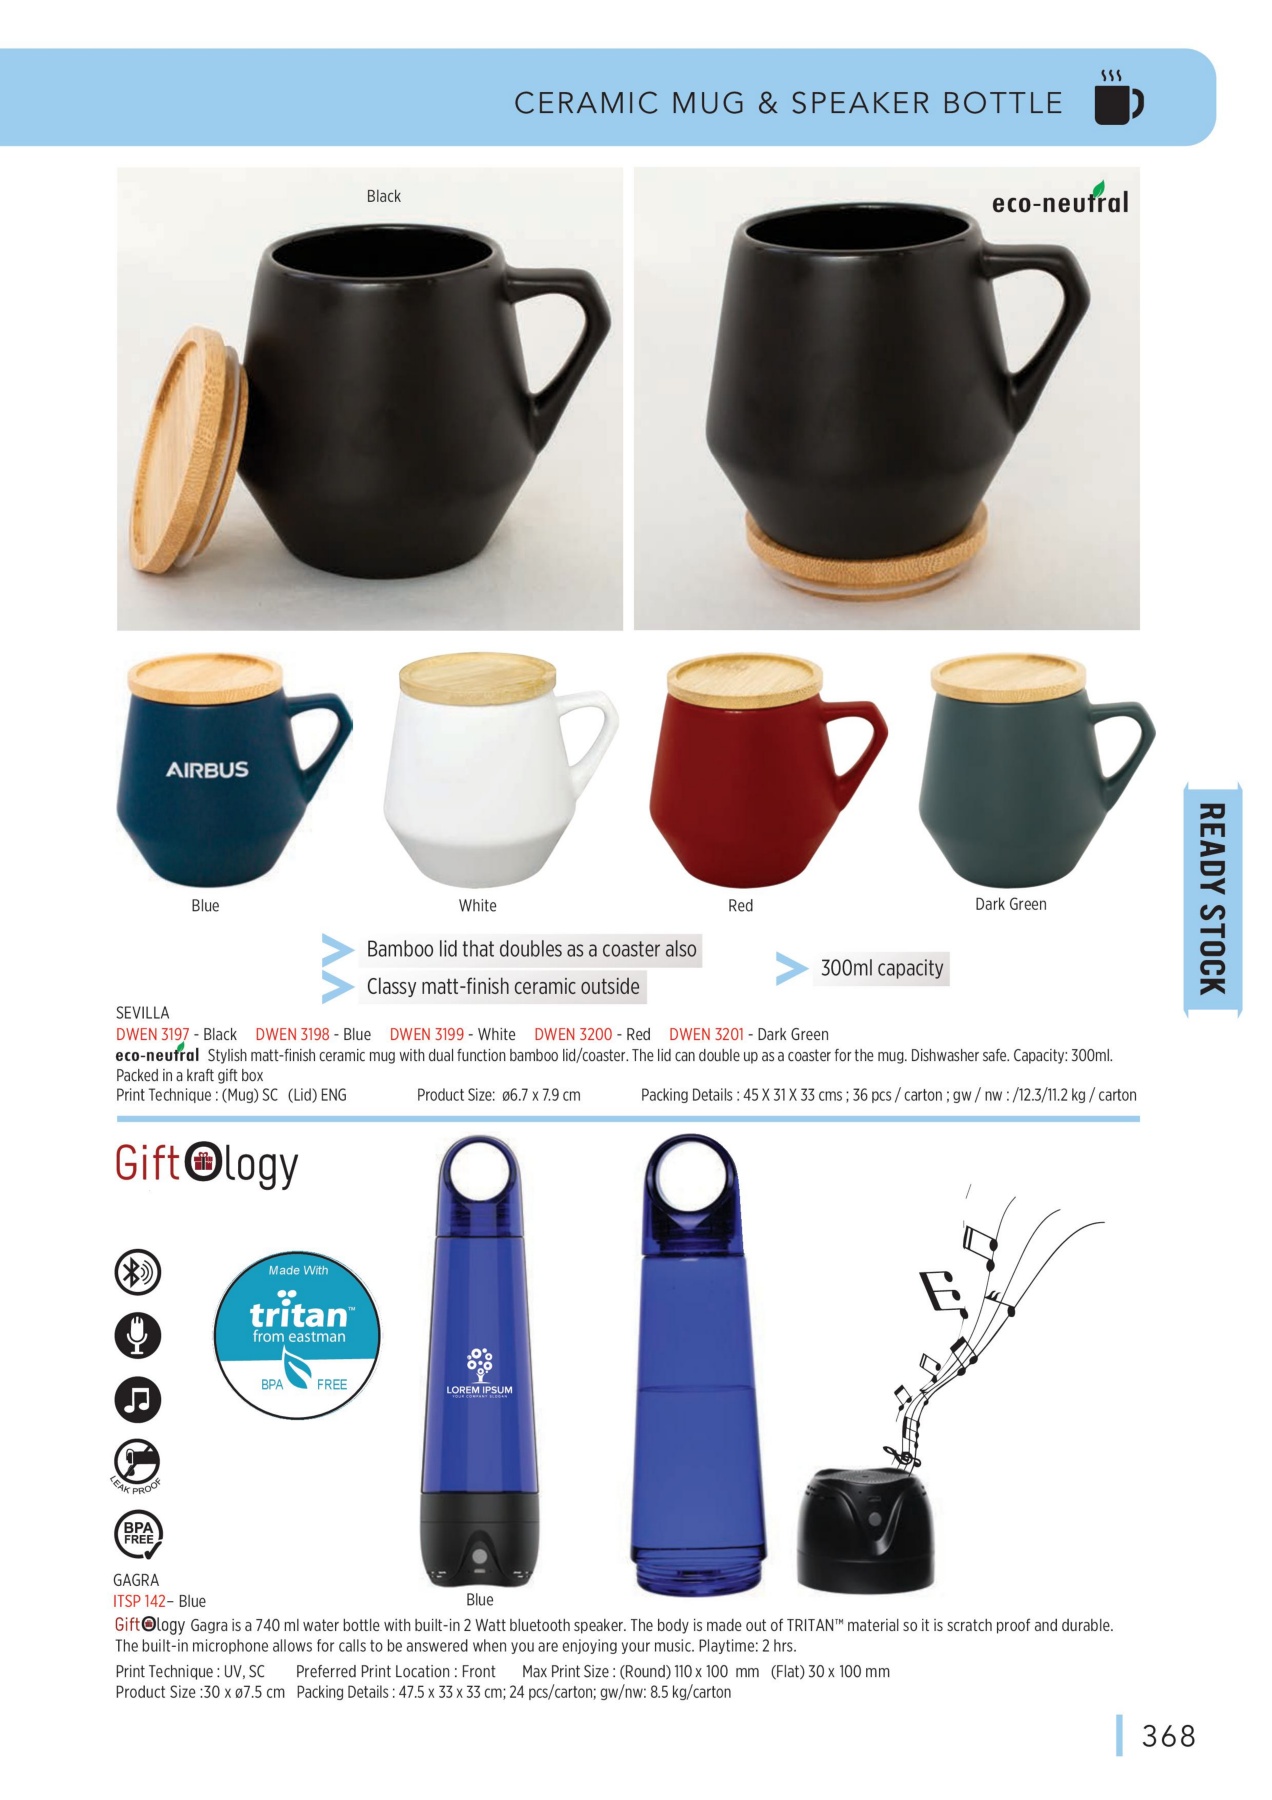 CERAMIC MUG & SPEAKER BOTTLE
Black
eco-neutral
AIRBUS
Blue
White
Red
Dark Green
Bamboo lid that doubles as a coaster also
Classy matt-finish ceramic outside
300ml capacity
READY STOCK
SEVILLA
DWEN 3197 - Black DWEN 3198 - Blue DWEN 3199 - White DWEN 3200 - Red DWEN 3201 - Dark Green
eco-neutral Stylish matt-finish ceramic mug with dual function bamboo lid/coaster. The lid can double up as a coaster for the mug. Dishwasher safe. Capacity: 300ml.
Packed in a kraft gift box
Print Technique : (Mug) SC (Lid) ENG Product Size: ø6.7 x 7.9 cm Packing Details : 45 X 31 X 33 cms ; 36 pcs / carton ; gw / nw : /12.3/11.2 kg / carton
GiftOlogy
Made With
tritan™
from eastman
BPA FREE
LOREM IPSUM
YOUR COMPANY SLOGAN
LEAK PROOF
BPA
FREE
GAGRA
ITSP 142– Blue
Blue
GiftOlogy Gagra is a 740 ml water bottle with built-in 2 Watt bluetooth speaker. The body is made out of TRITAN™ material so it is scratch proof and durable.
The built-in microphone allows for calls to be answered when you are enjoying your music. Playtime: 2 hrs.
Print Technique : UV, SC Preferred Print Location : Front Max Print Size : (Round) 110 x 100 mm (Flat) 30 x 100 mm
Product Size :30 x ø7.5 cm Packing Details : 47.5 x 33 x 33 cm; 24 pcs/carton; gw/nw: 8.5 kg/carton
368